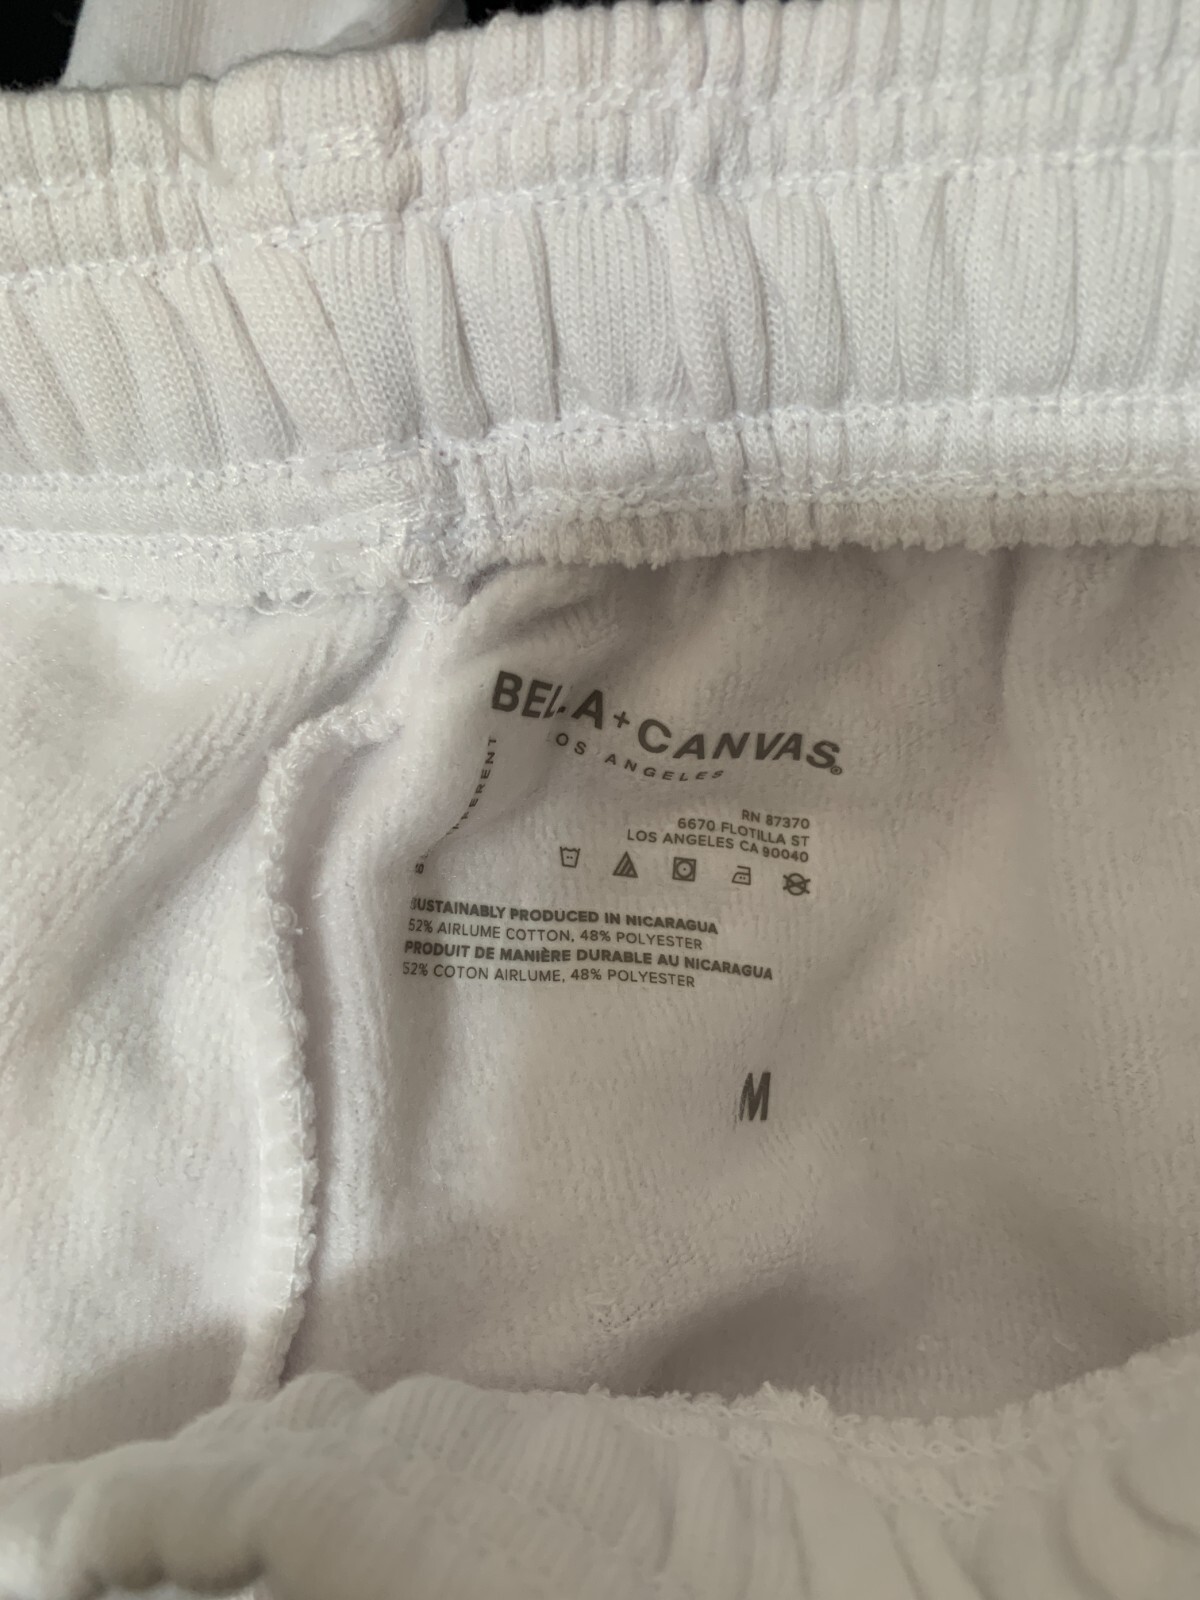 BELLA+CANVAS®
LOS ANGELES
RN 87370
6670 FLOTILLA ST
LOS ANGELES CA 90040
SUSTAINABLY PRODUCED IN NICARAGUA
52% AIRLUME COTTON, 48% POLYESTER
PRODUIT DE MANIÈRE DURABLE AU NICARAGUA
52% COTON AIRLUME, 48% POLYESTER
M